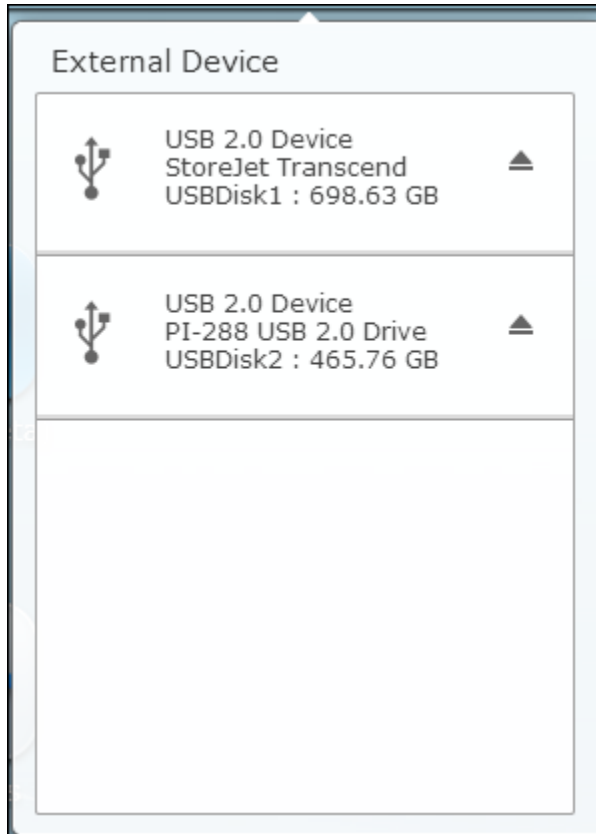 External Device
USB 2.0 Device
StoreJet Transcend
USBDisk1 : 698.63 GB
USB 2.0 Device
PI-288 USB 2.0 Drive
USBDisk2 : 465.76 GB